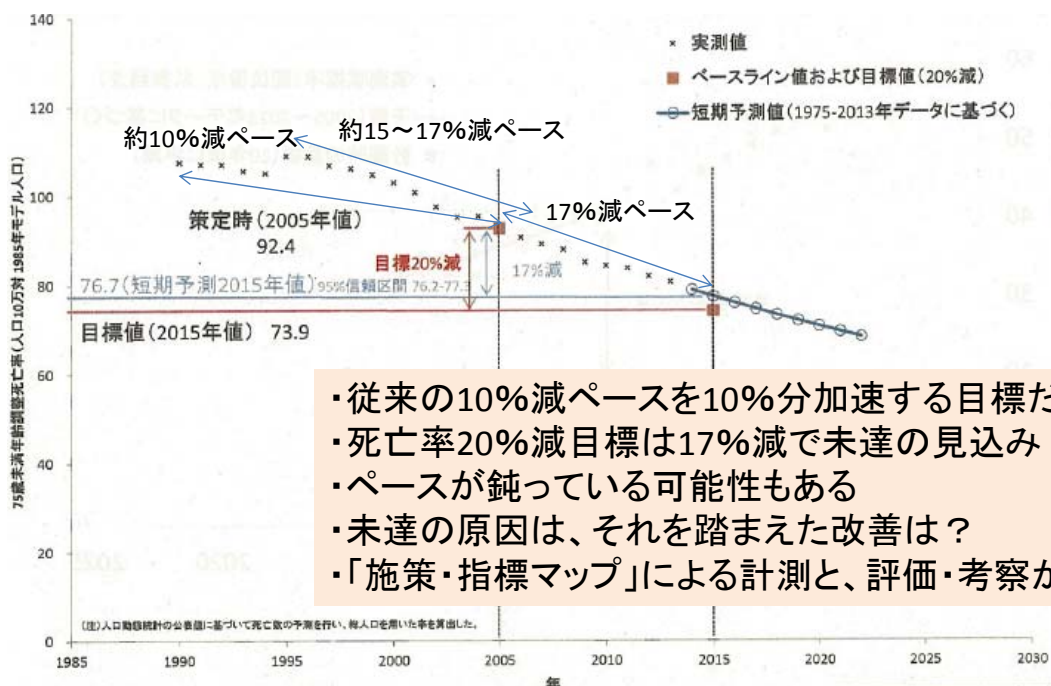 140
120
100
80
60
40
20
0
75歳未満年齢調整死亡率(人口10万対 1985年モデル人口)
× 実測値
■ ベースライン値および目標値(20%減)
短期予測値(1975-2013年データに基づく)
約10%減ペース
約15～17%減ペース
策定時(2005年値)
92.4
17%減ペース
目標20%減
17%減
76.7(短期予測2015年値)95%信頼区間 76.2-77.3
目標値(2015年値) 73.9
・従来の10%減ペースを10%分加速する目標だ
・死亡率20%減目標は17%減で未達の見込み
・ペースが鈍っている可能性もある
・未達の原因は、それを踏まえた改善は？
・「施策・指標マップ」による計測と、評価・考察が
(注)人口動態統計の公表値に基づいて死亡数の予測を行い、総人口を用いた率を算出した。
1985 1990 1995 2000 2005 2010 2015 2020 2025 2030
年